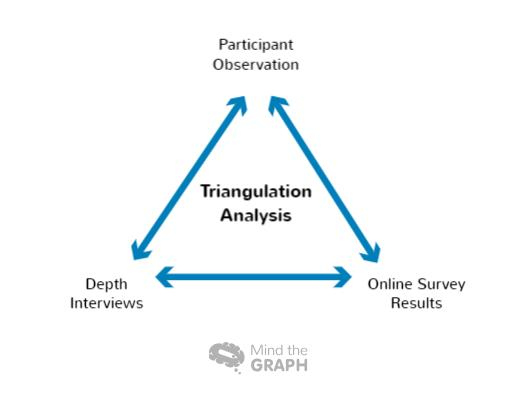 Participant
Observation
Triangulation
Analysis
Depth
Interviews
Online Survey
Results
Mind the
GRAPH